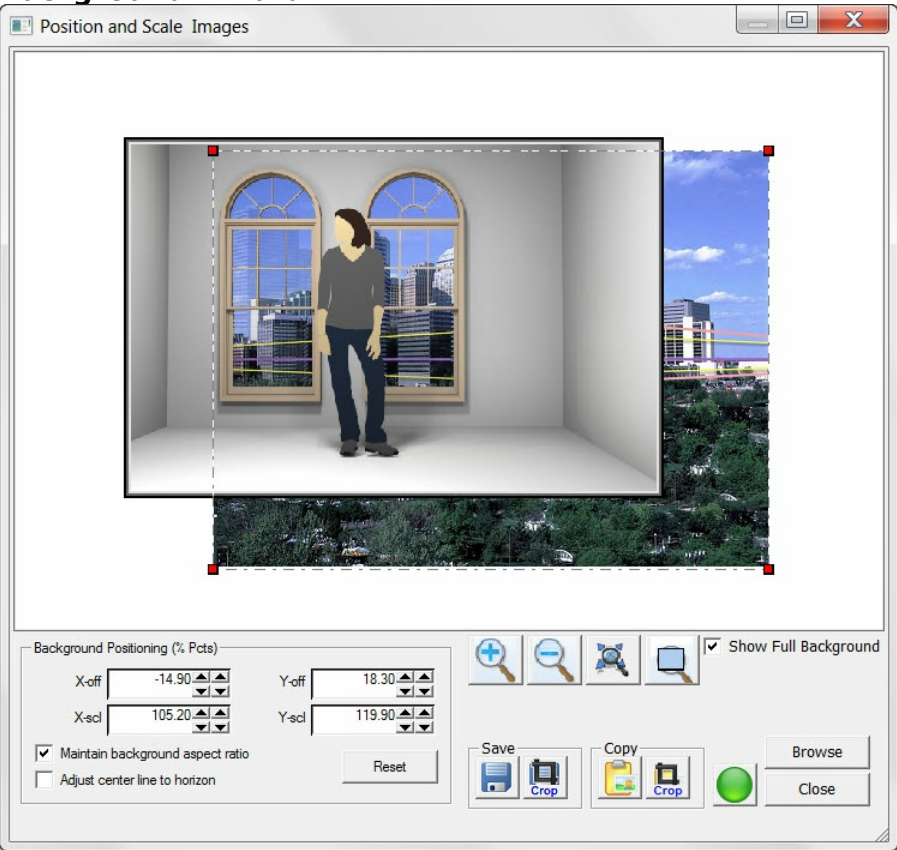 Position and Scale Images
Background Positioning (% Pcts)
X-off -14.90 Y-off 18.30
X-scl 105.20 Y-scl 119.90
Maintain background aspect ratio
Adjust center line to horizon
Reset
Show Full Background
Save
Crop
Copy
Crop
Browse
Close